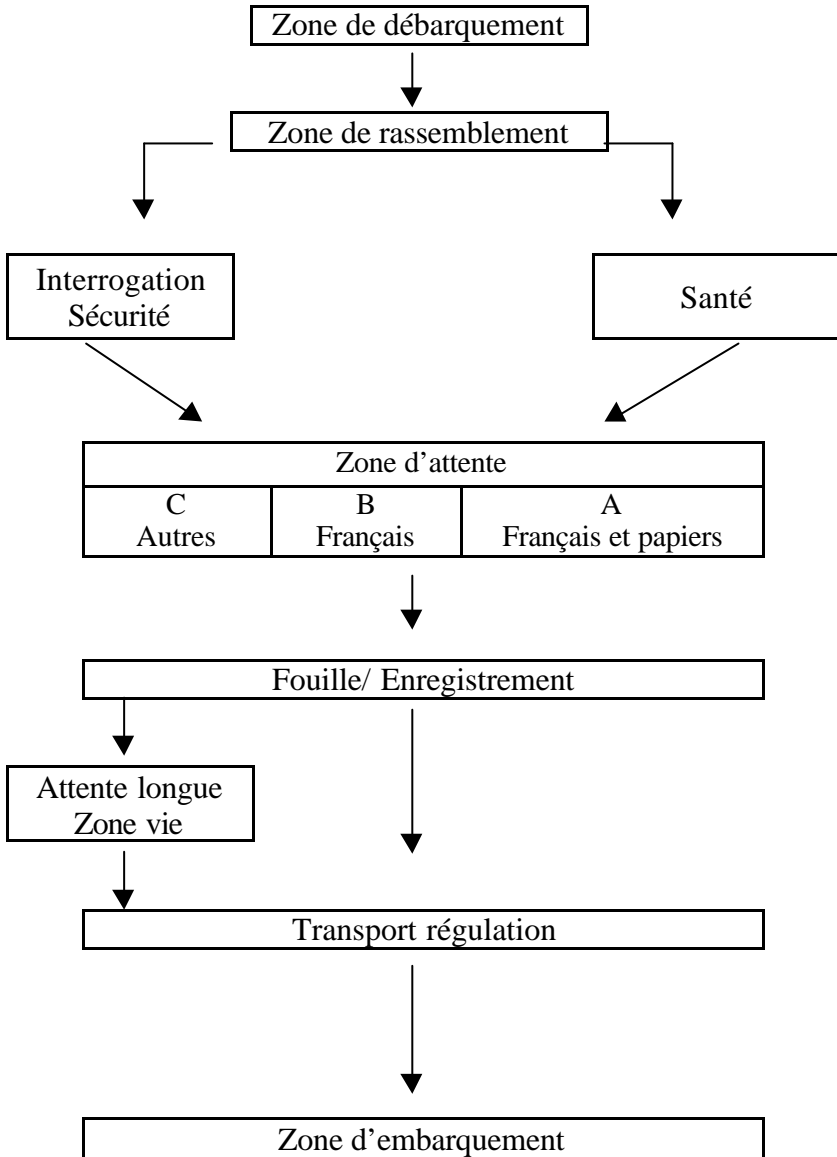 Zone de débarquement
Zone de rassemblement
Interrogation
Sécurité
Santé
Zone d'attente
C
Autres
B
Français
A
Français et papiers
Fouille/ Enregistrement
Attente longue
Zone vie
Transport régulation
Zone d'embarquement